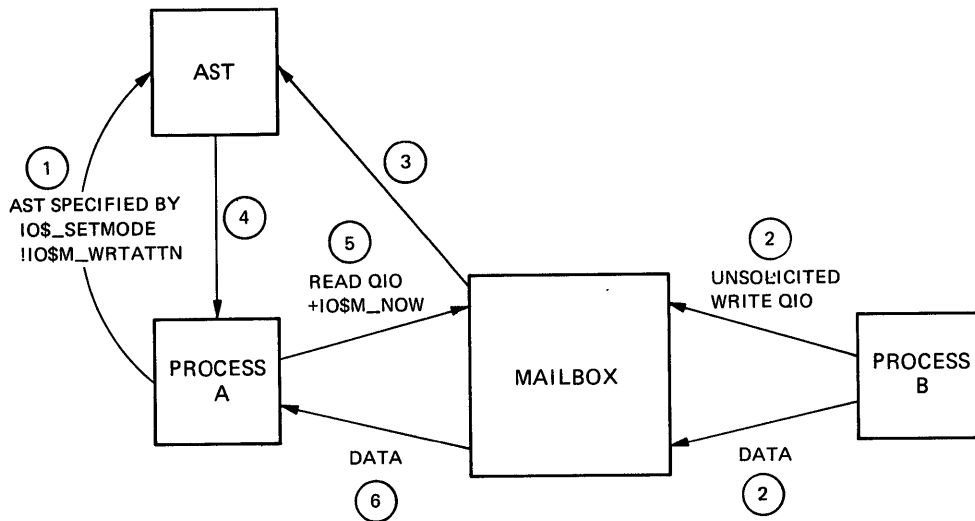 AST
1
AST SPECIFIED BY
IO$_SETMODE
!IO$M_WRTATTN
4
3
5
READ QIO
+IO$M_NOW
2
UNSOLICITED
WRITE QIO
PROCESS
A
MAILBOX
PROCESS
B
DATA
6
DATA
2